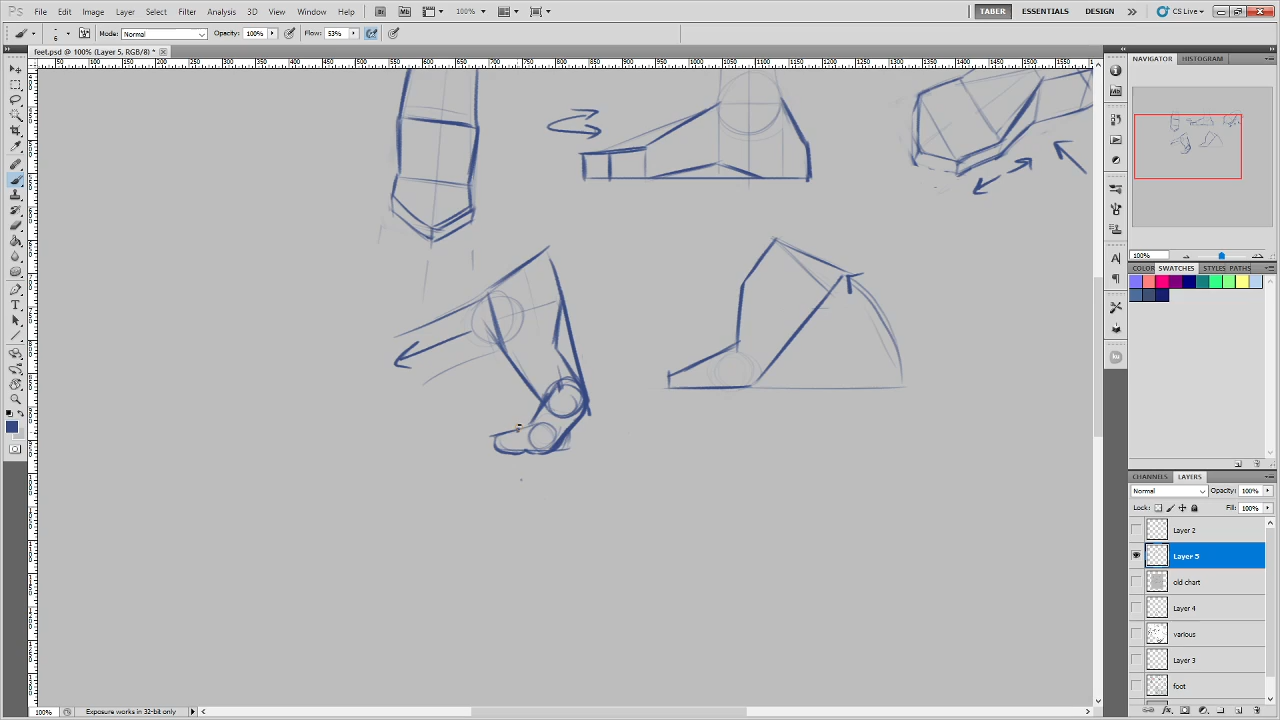 Ps File Edit Image Layer Select Filter Analysis 3D View Window Help Br Mb 100% TABER ESSENTIALS DESIGN CS Live
6 Mode: Normal Opacity: 100% Flow: 53%
feet.psd @ 100% (Layer 5, RGB/8) *
NAVIGATOR HISTOGRAM
100%
COLOR SWATCHES STYLES PATHS
CHANNELS LAYERS
Normal Opacity: 100%
Lock: Fill: 100%
Layer 2
Layer 5
old chart
Layer 4
various
Layer 3
foot
100% Exposure works in 32-bit only